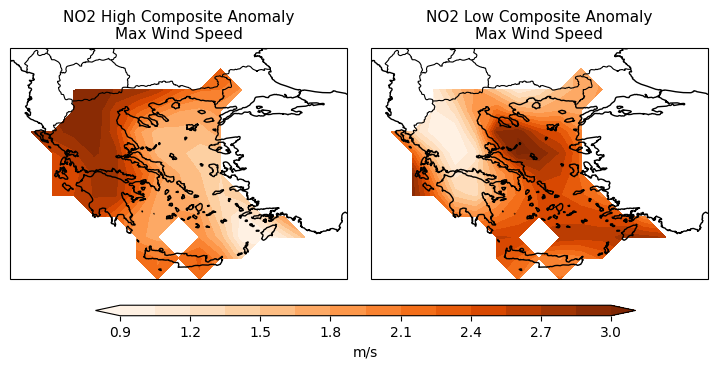 NO2 High Composite Anomaly
Max Wind Speed
NO2 Low Composite Anomaly
Max Wind Speed
0.9 1.2 1.5 1.8 2.1 2.4 2.7 3.0
m/s